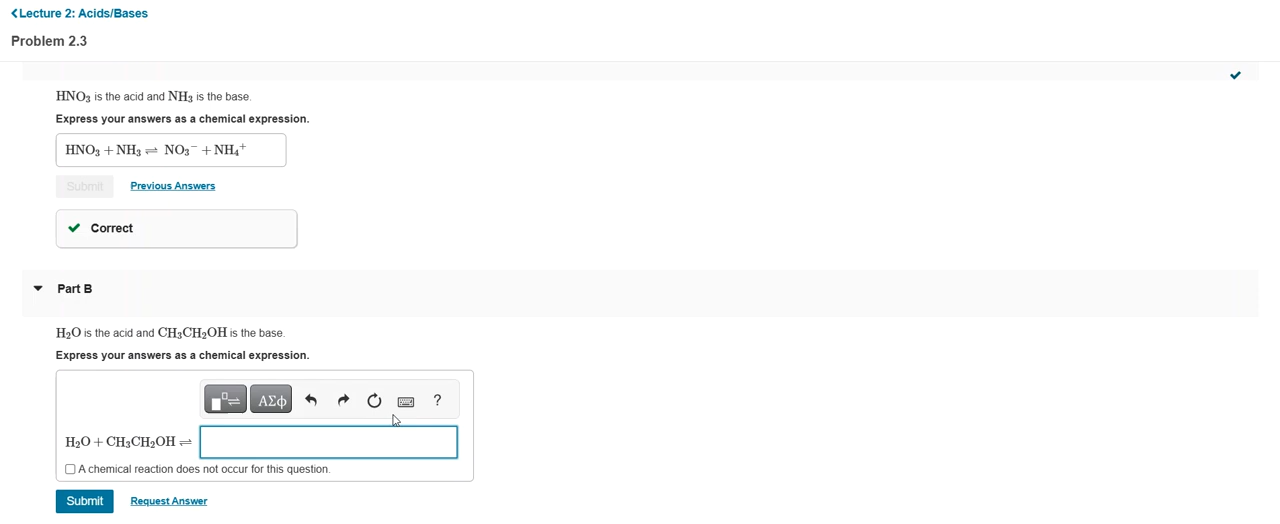 Lecture 2: Acids/Bases
Problem 2.3
HNO₃ is the acid and NH₃ is the base.
Express your answers as a chemical expression.
HNO₃ + NH₃ ⇌ NO₃⁻ + NH₄⁺
Submit Previous Answers
Correct
Part B
H₂O is the acid and CH₃CH₂OH is the base.
Express your answers as a chemical expression.
ΑΣϕ ?
H₂O + CH₃CH₂OH ⇌
A chemical reaction does not occur for this question.
Submit Request Answer